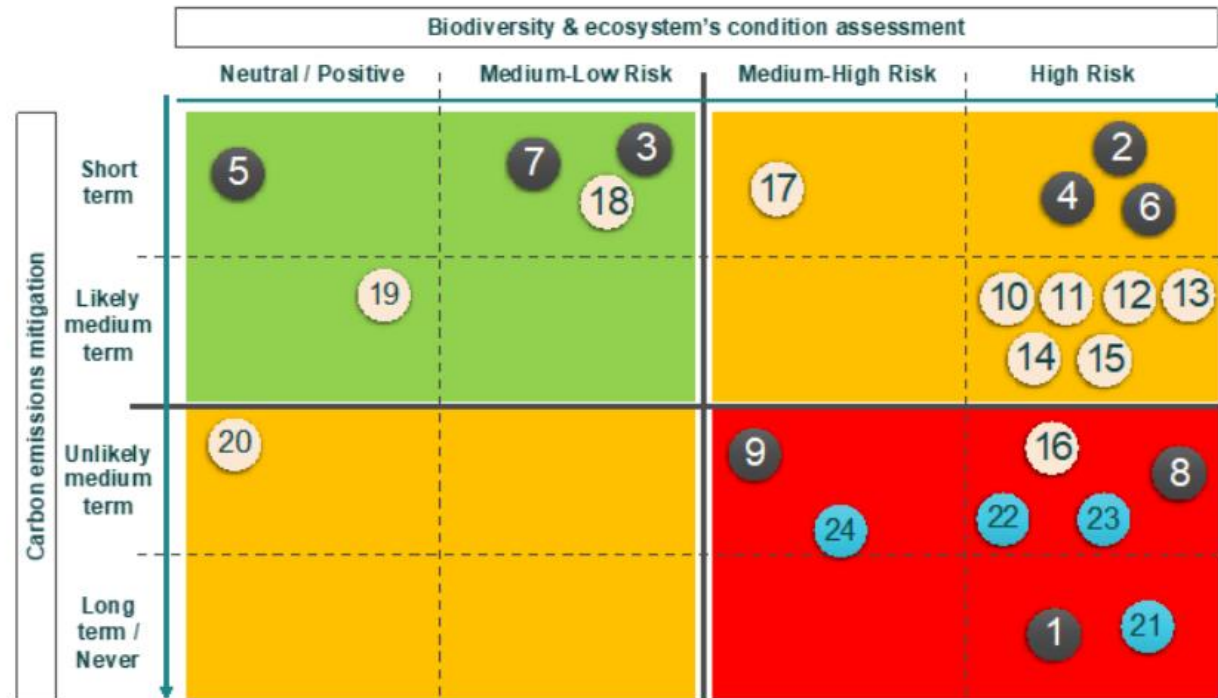 Biodiversity & ecosystem's condition assessment
Neutral / Positive
Medium-Low Risk
Medium-High Risk
High Risk
Carbon emissions mitigation
Short
term
5
7
3
18
17
2
4
6
Likely
medium
term
19
10
11
12
13
14
15
Unlikely
medium
term
20
9
24
16
8
22
23
Long
term /
Never
1
21